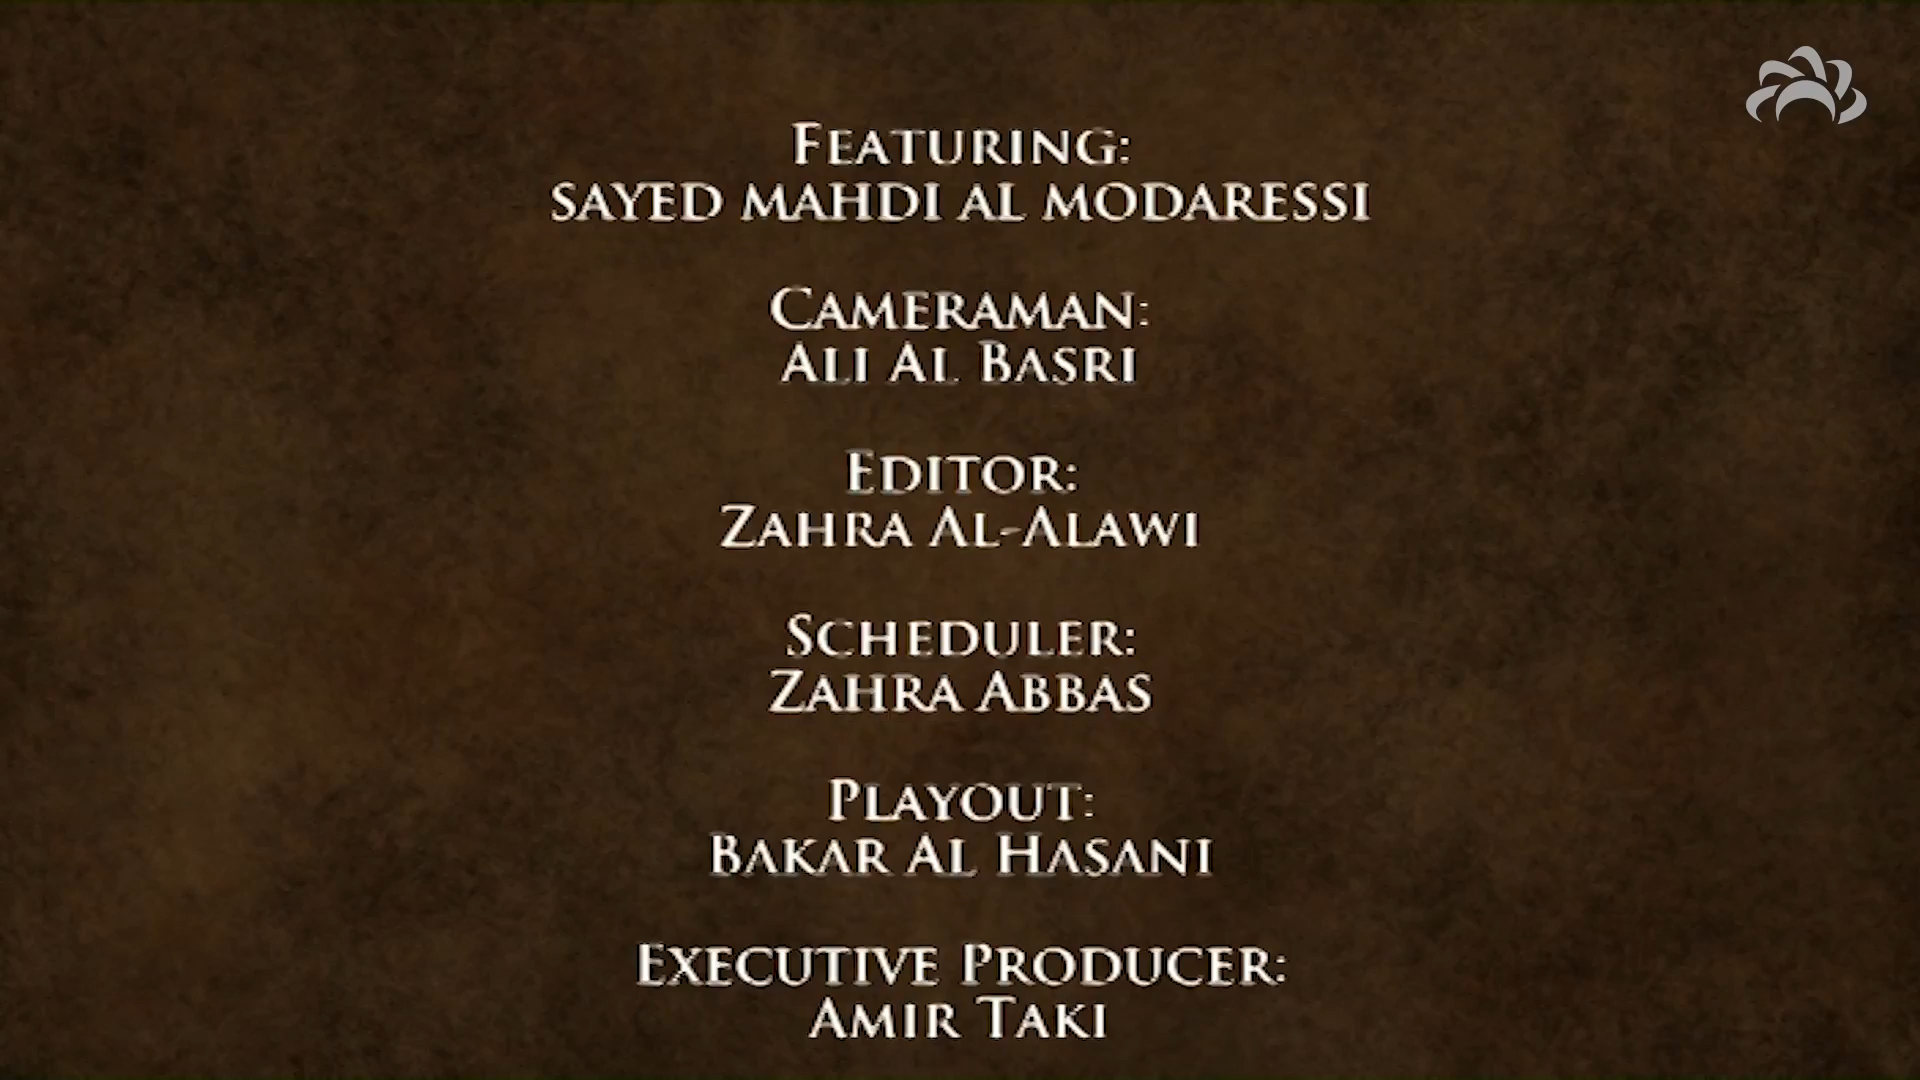 Featuring:
SAYED MAHDI AL MODARESSI
Cameraman:
Ali Al Basri
Editor:
Zahra Al-Alawi
Scheduler:
Zahra Abbas
Playout:
Bakar Al Hasani
Executive Producer:
Amir Taki